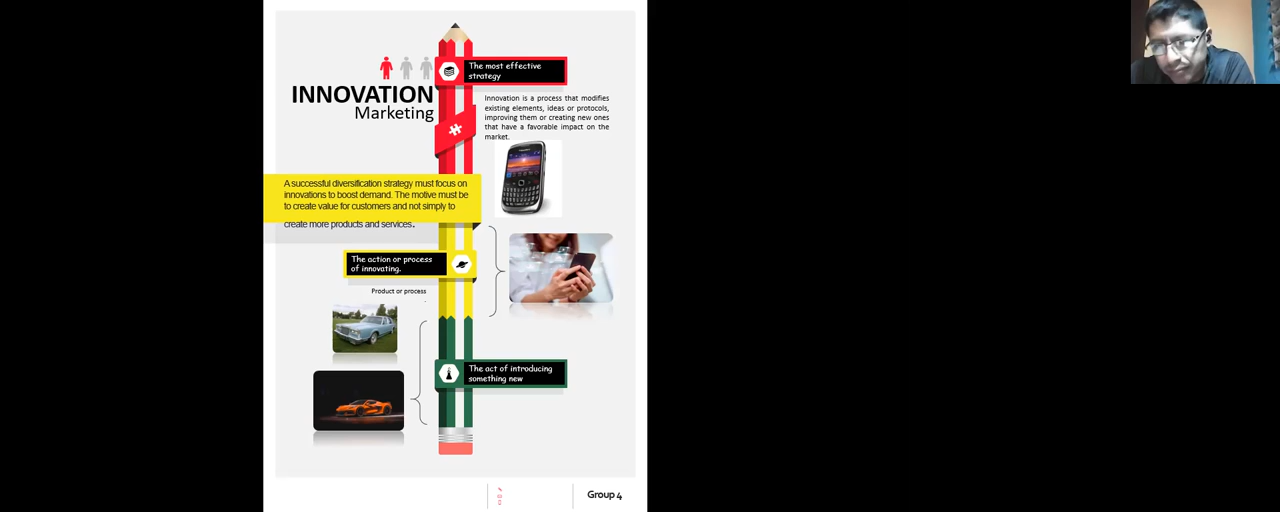 The most effective
strategy
INNOVATION
Marketing
Innovation is a process that modifies
existing elements, ideas or protocols,
improving them or creating new ones
that have a favorable impact on the
market.
A successful diversification strategy must focus on
innovations to boost demand. The motive must be
to create value for customers and not simply to
create more products and services.
The action or process
of innovating.
Product or process
.
The act of introducing
something new
Group 4